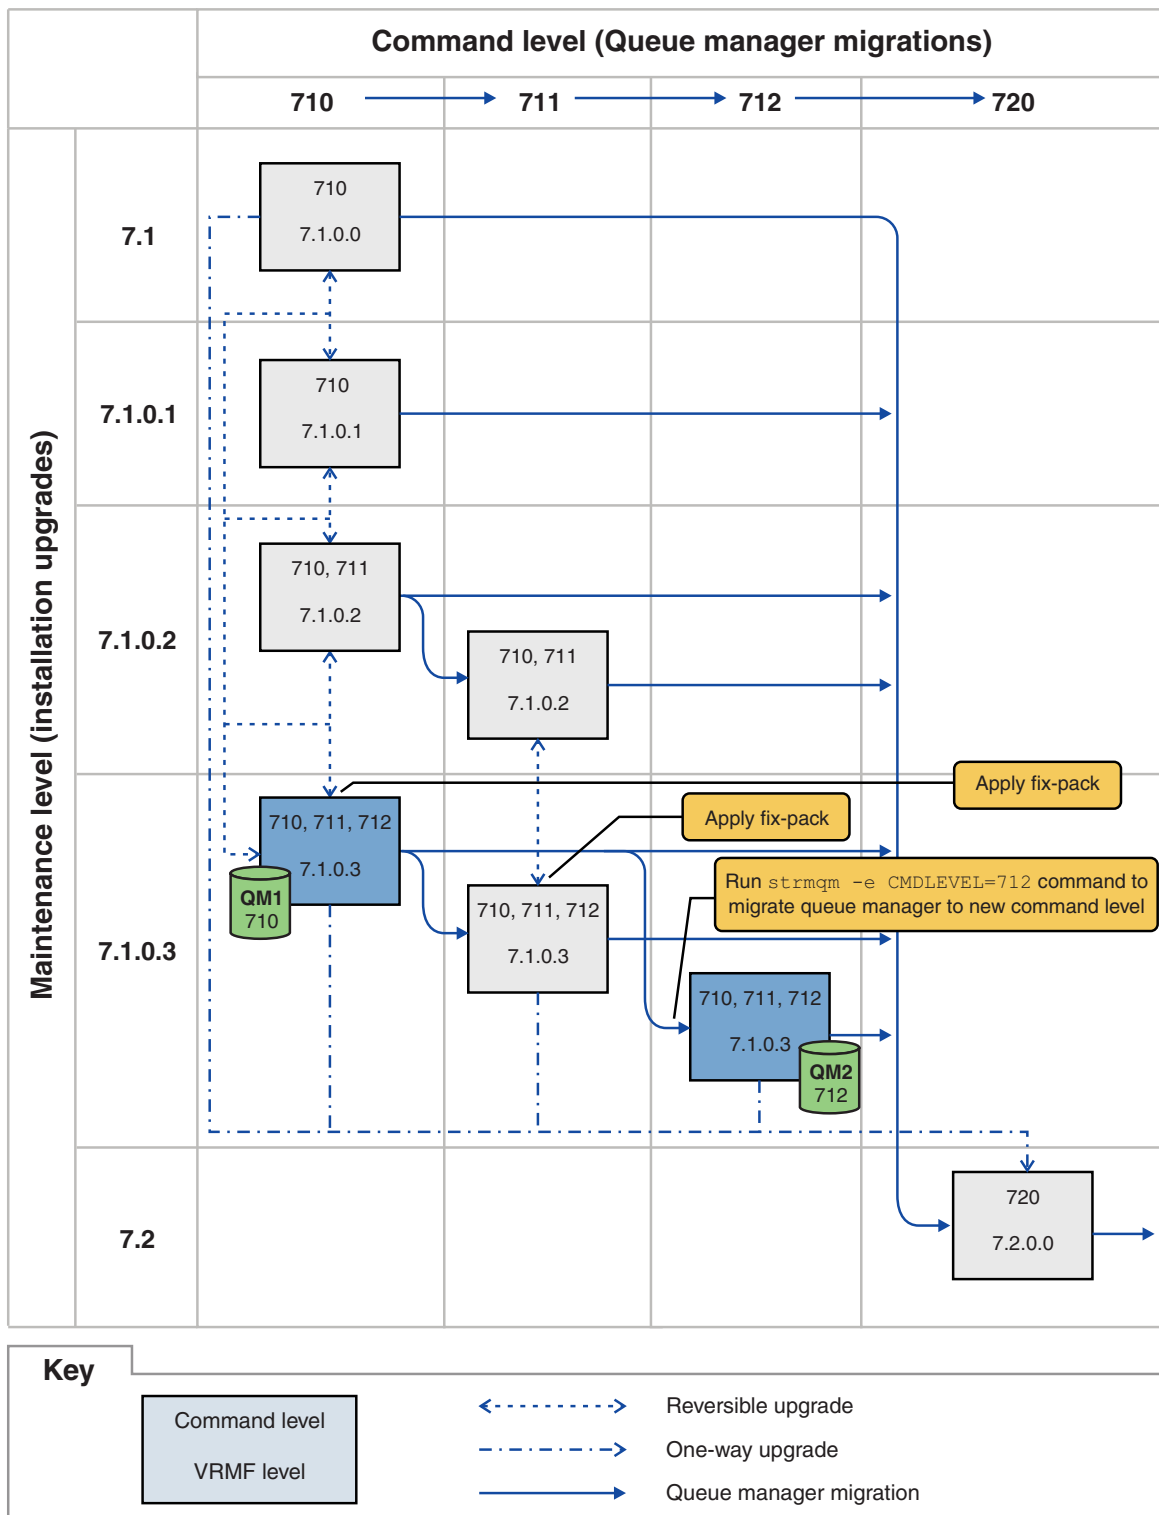 Command level (Queue manager migrations)
710
711
712
720
Maintenance level (installation upgrades)
7.1
710
7.1.0.0
7.1.0.1
710
7.1.0.1
7.1.0.2
710, 711
7.1.0.2
710, 711
7.1.0.2
7.1.0.3
Apply fix-pack
Apply fix-pack
710, 711, 712
7.1.0.3
QM1
710
Run strmqm -e CMDLEVEL=712 command to
migrate queue manager to new command level
710, 711, 712
7.1.0.3
710, 711, 712
7.1.0.3
QM2
712
7.2
720
7.2.0.0
Key
Command level
VRMF level
Reversible upgrade
One-way upgrade
Queue manager migration